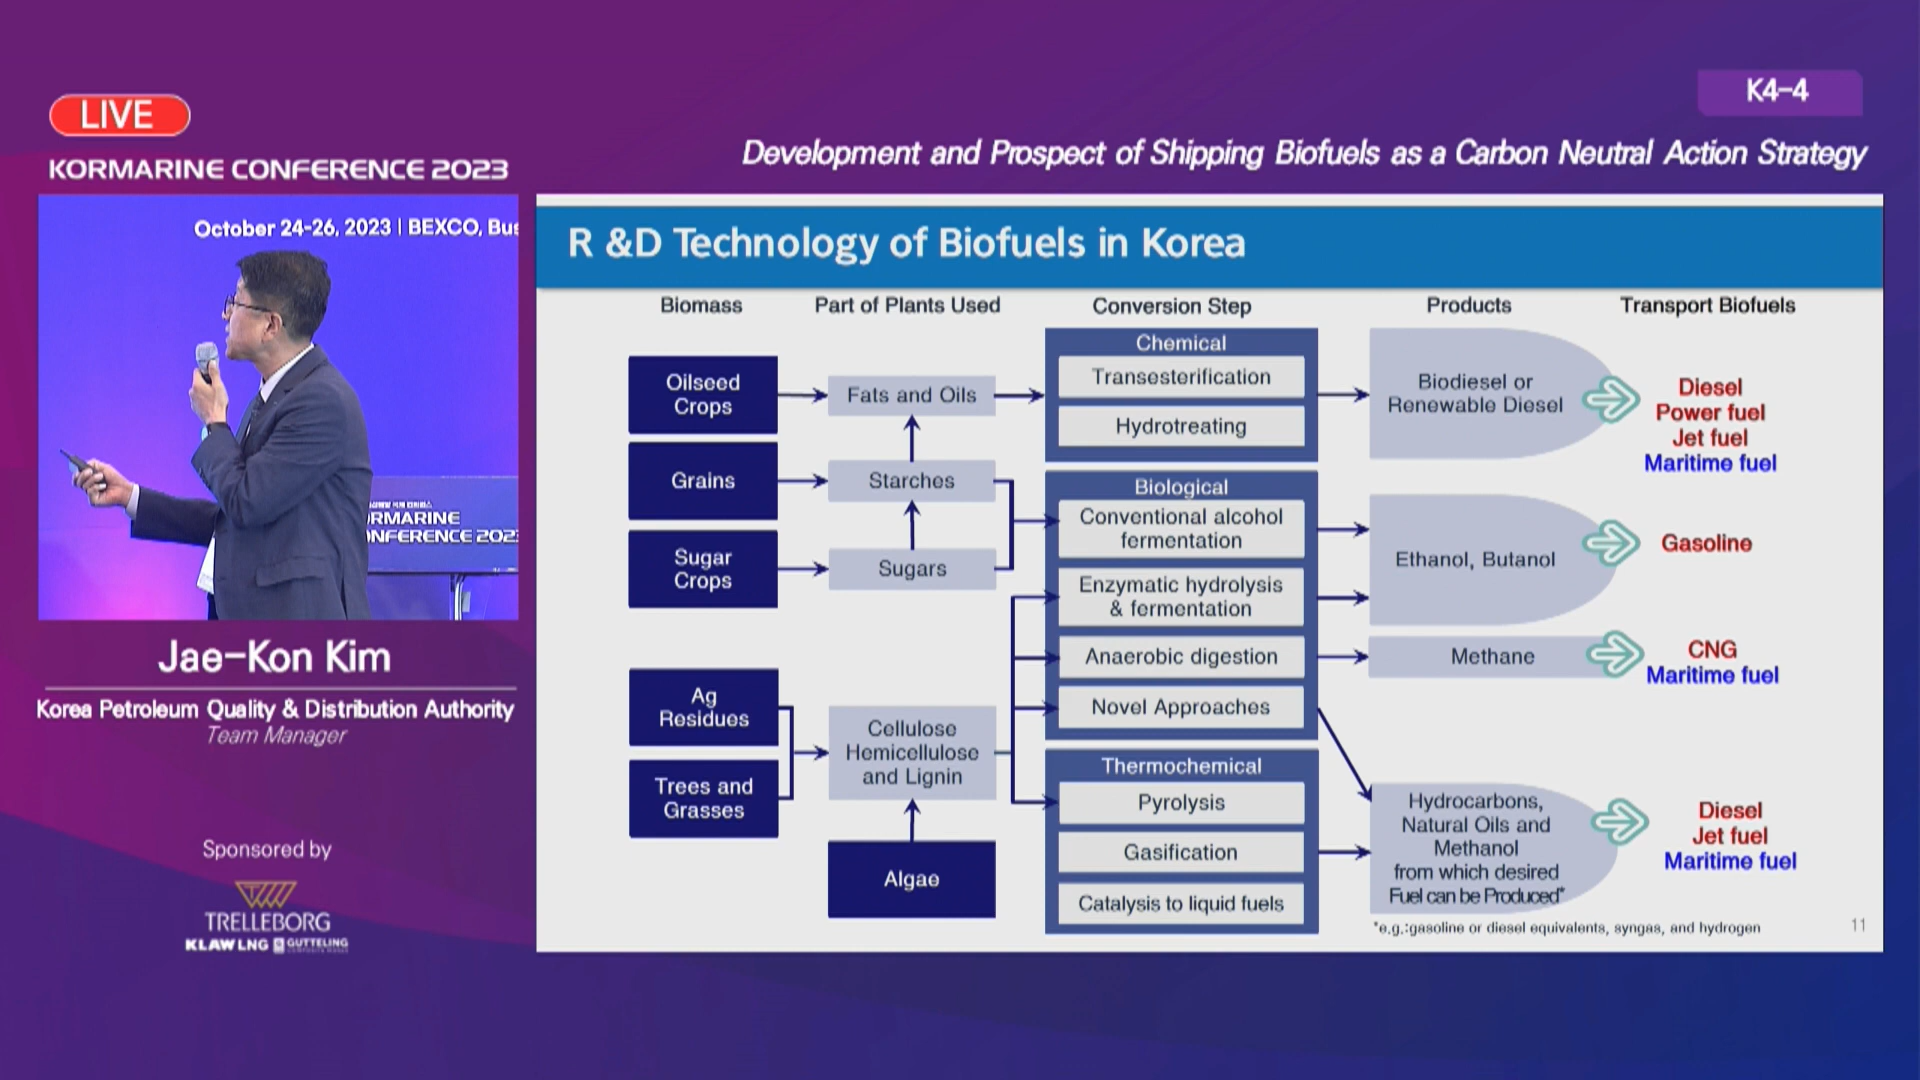 LIVE
KORMARINE CONFERENCE 2023
K4-4
Development and Prospect of Shipping Biofuels as a Carbon Neutral Action Strategy
October 24-26, 2023 | BEXCO, Bus
RMARINE
NFERENCE 202
Jae-Kon Kim
Korea Petroleum Quality & Distribution Authority
Team Manager
Sponsored by
TRELLEBORG
KLAW LNG GUTTELING
R &D Technology of Biofuels in Korea
Biomass
Part of Plants Used
Conversion Step
Products
Transport Biofuels
Oilseed
Crops
Fats and Oils
Chemical
Transesterification
Hydrotreating
Biodiesel or
Renewable Diesel
Diesel
Power fuel
Jet fuel
Maritime fuel
Grains
Starches
Sugar
Crops
Sugars
Biological
Conventional alcohol
fermentation
Enzymatic hydrolysis
& fermentation
Anaerobic digestion
Novel Approaches
Ethanol, Butanol
Gasoline
Methane
CNG
Maritime fuel
Ag
Residues
Trees and
Grasses
Cellulose
Hemicellulose
and Lignin
Algae
Thermochemical
Pyrolysis
Gasification
Catalysis to liquid fuels
Hydrocarbons,
Natural Oils and
Methanol
from which desired
Fuel can be Produced*
Diesel
Jet fuel
Maritime fuel
*e.g.:gasoline or diesel equivalents, syngas, and hydrogen
11